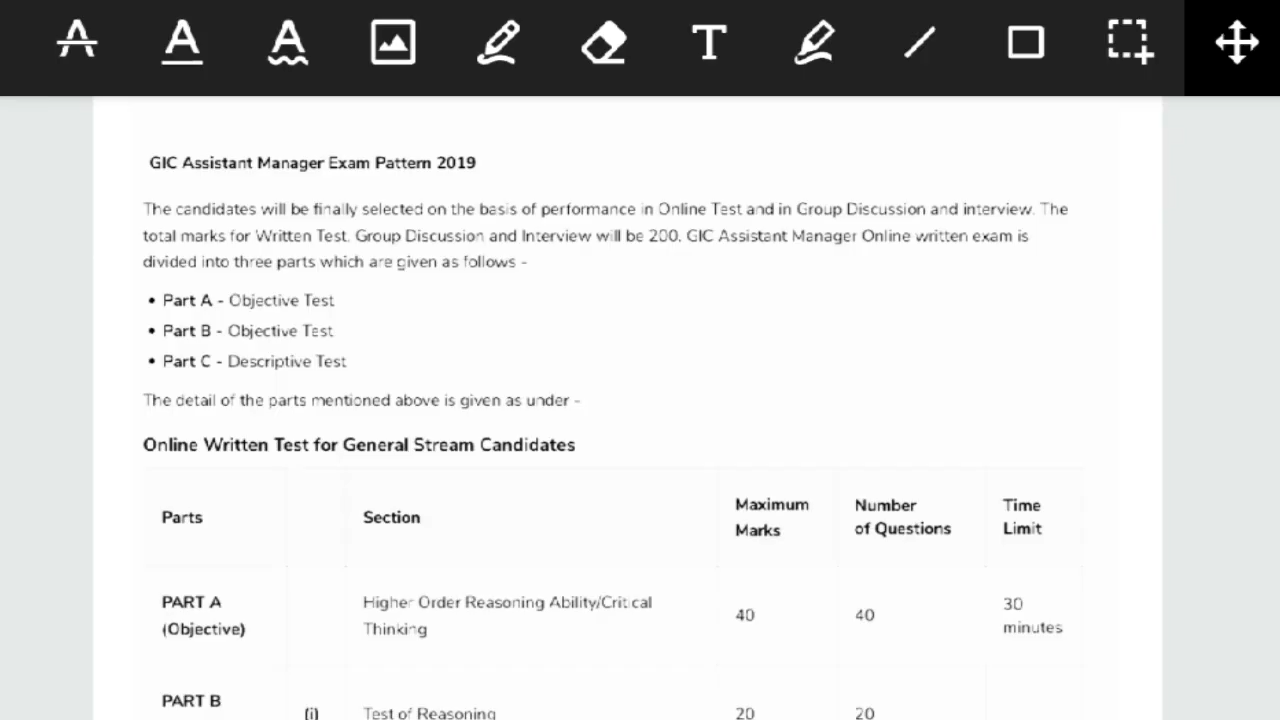 GIC Assistant Manager Exam Pattern 2019
The candidates will be finally selected on the basis of performance in Online Test and in Group Discussion and interview. The
total marks for Written Test. Group Discussion and Interview will be 200. GIC Assistant Manager Online written exam is
divided into three parts which are given as follows -
• Part A - Objective Test
• Part B - Objective Test
• Part C - Descriptive Test
The detail of the parts mentioned above is given as under -
Online Written Test for General Stream Candidates
Parts Section Maximum Marks Number of Questions Time Limit
PART A (Objective) Higher Order Reasoning Ability/Critical Thinking 40 40 30 minutes
PART B (i) Test of Reasoning 20 20